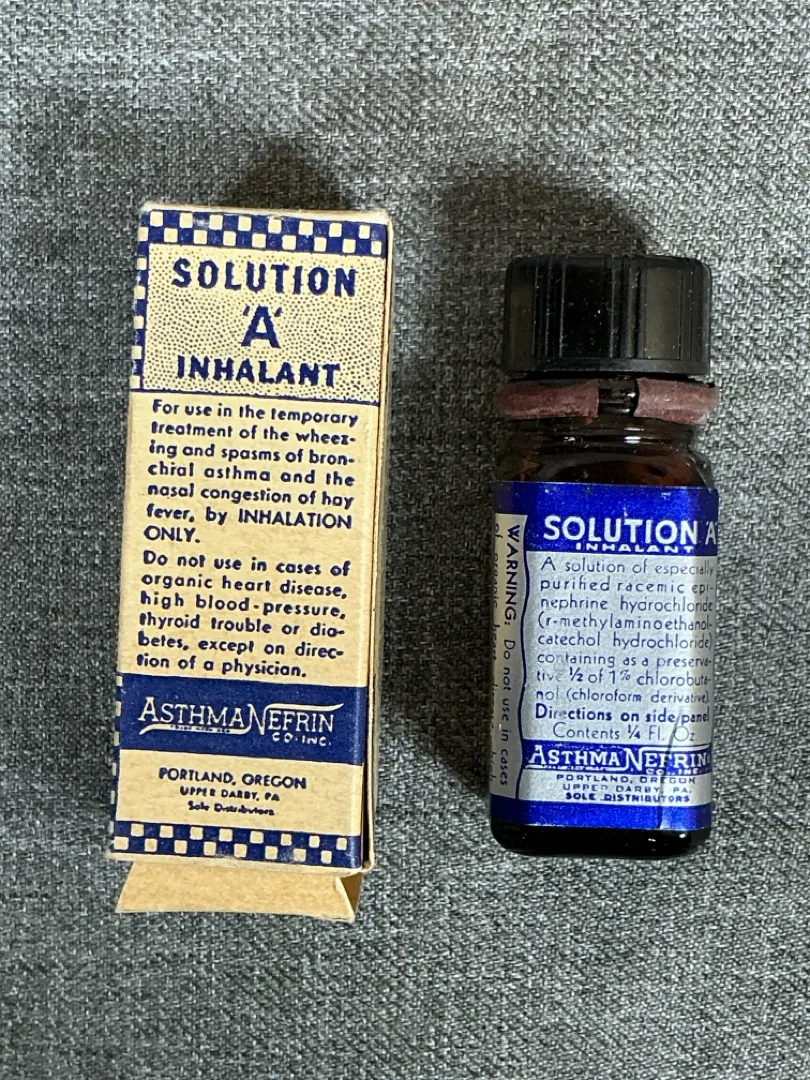 SOLUTION
'A'
INHALANT
For use in the temporary
treatment of the wheez-
ing and spasms of bron-
chial asthma and the
nasal congestion of hay
fever, by INHALATION
ONLY.
Do not use in cases of
organic heart disease,
high blood-pressure,
thyroid trouble or dia-
betes, except on direc-
tion of a physician.
ASTHMANEFRIN
CO. INC.
PORTLAND, OREGON
UPPER DARBY, PA
Sole Distributors
WARNING: Do not use in cases
of organic heart
SOLUTION 'A'
INHALANT
A solution of especially
purified racemic epi-
nephrine hydrochloride
(r-methylaminoethanol-
catechol hydrochloride)
containing as a preserva-
tive ½ of 1% chlorobuta-
nol (chloroform derivative).
Directions on side panel
Contents ¼ Fl. Oz
ASTHMANEFRIN
CO. INC.
PORTLAND, OREGON
UPPER DARBY, PA.
SOLE DISTRIBUTORS